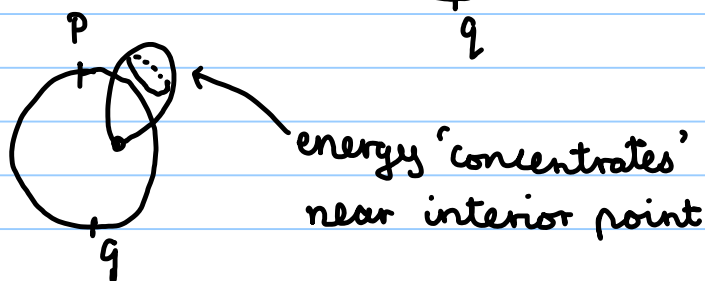 q
p
energy 'concentrates'
near interior point
q